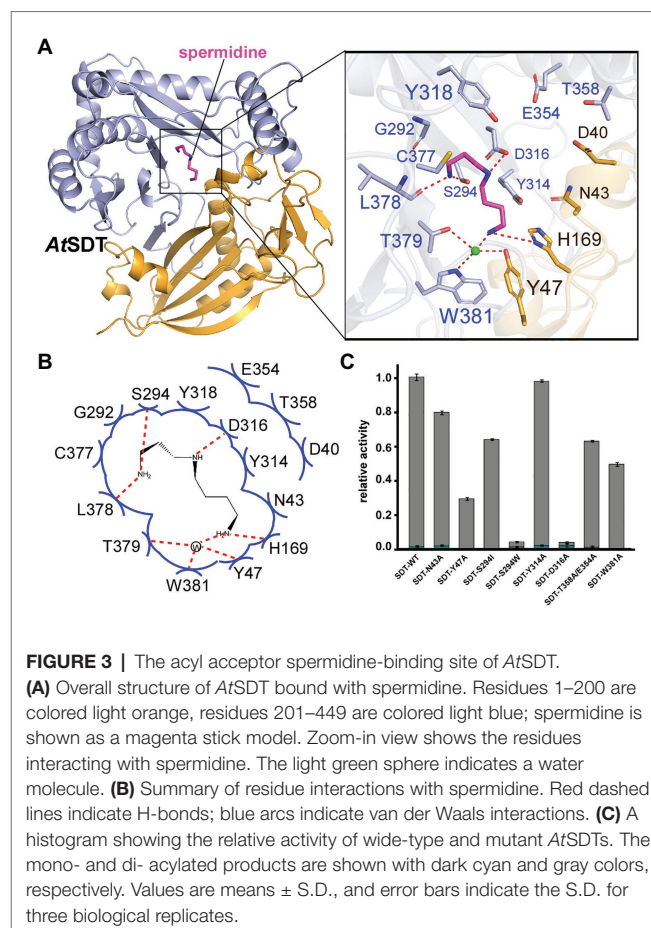 A
spermidine
AtSDT
Y318
T358
E354
G292
D40
C377
D316
S294
Y314
L378
N43
T379
H169
Y47
W381
B
E354
S294
Y318
T358
G292
D316
D40
C377
NH
Y314
NH₂
L378
N43
H₂N
T379
W
H169
W381
Y47
C
relative activity
1.0
0.8
0.6
0.4
0.2
0.0
SDT-WT
SDT-N43A
SDT-Y47A
SDT-S294I
SDT-S294W
SDT-Y314A
SDT-D316A
SDT-T358A/E354A
SDT-W381A
FIGURE 3 | The acyl acceptor spermidine-binding site of AtSDT.
(A) Overall structure of AtSDT bound with spermidine. Residues 1–200 are
colored light orange, residues 201–449 are colored light blue; spermidine is
shown as a magenta stick model. Zoom-in view shows the residues
interacting with spermidine. The light green sphere indicates a water
molecule. (B) Summary of residue interactions with spermidine. Red dashed
lines indicate H-bonds; blue arcs indicate van der Waals interactions. (C) A
histogram showing the relative activity of wide-type and mutant AtSDTs. The
mono- and di- acylated products are shown with dark cyan and gray colors,
respectively. Values are means ± S.D., and error bars indicate the S.D. for
three biological replicates.